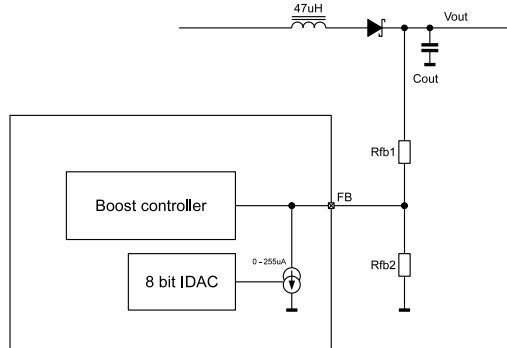 47uH
Vout
Cout
Rfb1
FB
Boost controller
0 - 255uA
Rfb2
8 bit IDAC